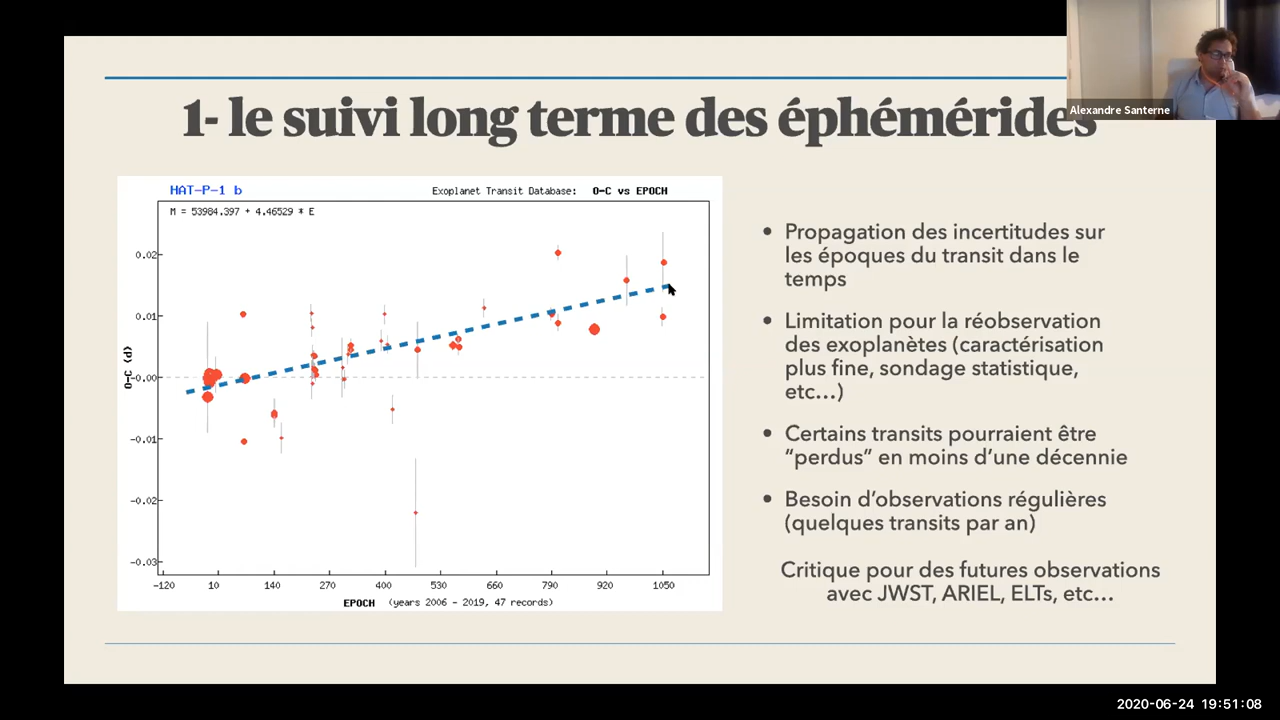 Alexandre Santerne
1- le suivi long terme des éphémérides
HAT-P-1 b
Exoplanet Transit Database: O-C vs EPOCH
M = 53984.397 + 4.46529 * E
0.02
0.01
0.00
-0.01
-0.02
-0.03
O-C (d)
-120 10 140 270 400 530 660 790 920 1050
EPOCH (years 2006 - 2019, 47 records)
• Propagation des incertitudes sur
les époques du transit dans le
temps
• Limitation pour la réobservation
des exoplanètes (caractérisation
plus fine, sondage statistique,
etc…)
• Certains transits pourraient être
“perdus” en moins d’une décennie
• Besoin d’observations régulières
(quelques transits par an)
Critique pour des futures observations
avec JWST, ARIEL, ELTs, etc…
2020-06-24 19:51:08